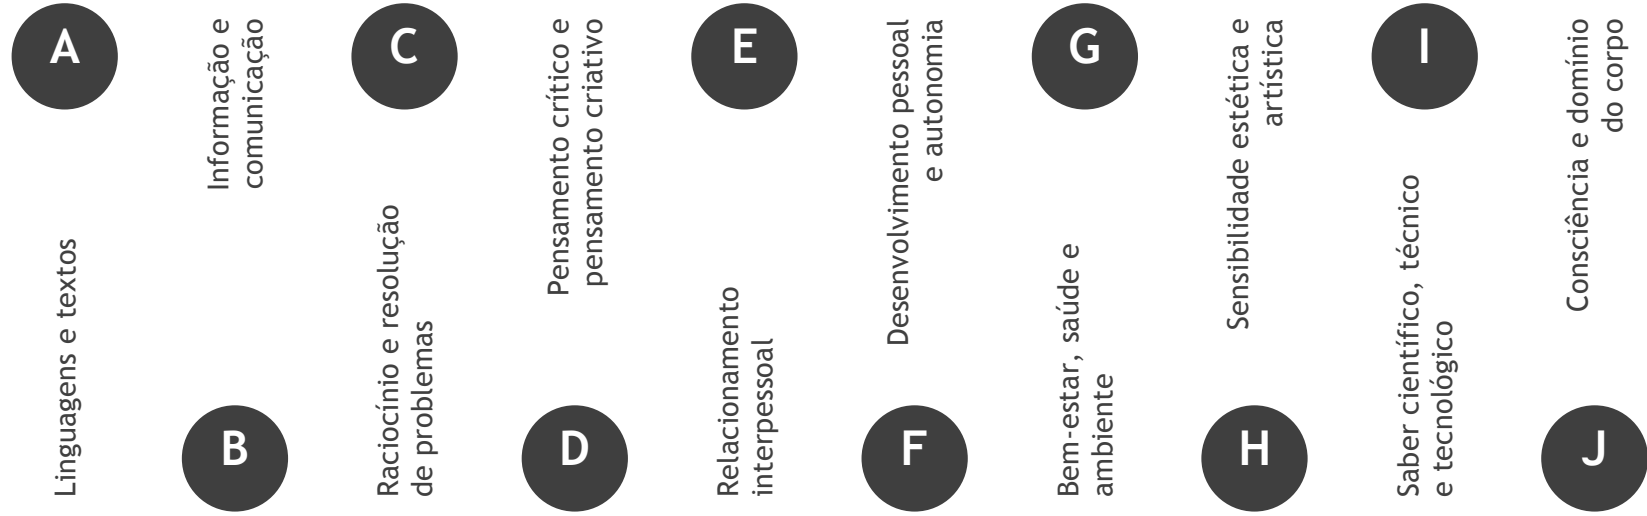 A
Linguagens e textos
Informação e
comunicação
B
C
Raciocínio e resolução
de problemas
Pensamento crítico e
pensamento criativo
D
E
Relacionamento
interpessoal
Desenvolvimento pessoal
e autonomia
F
G
Bem-estar, saúde e
ambiente
Sensibilidade estética e
artística
H
I
Saber científico, técnico
e tecnológico
Consciência e domínio
do corpo
J